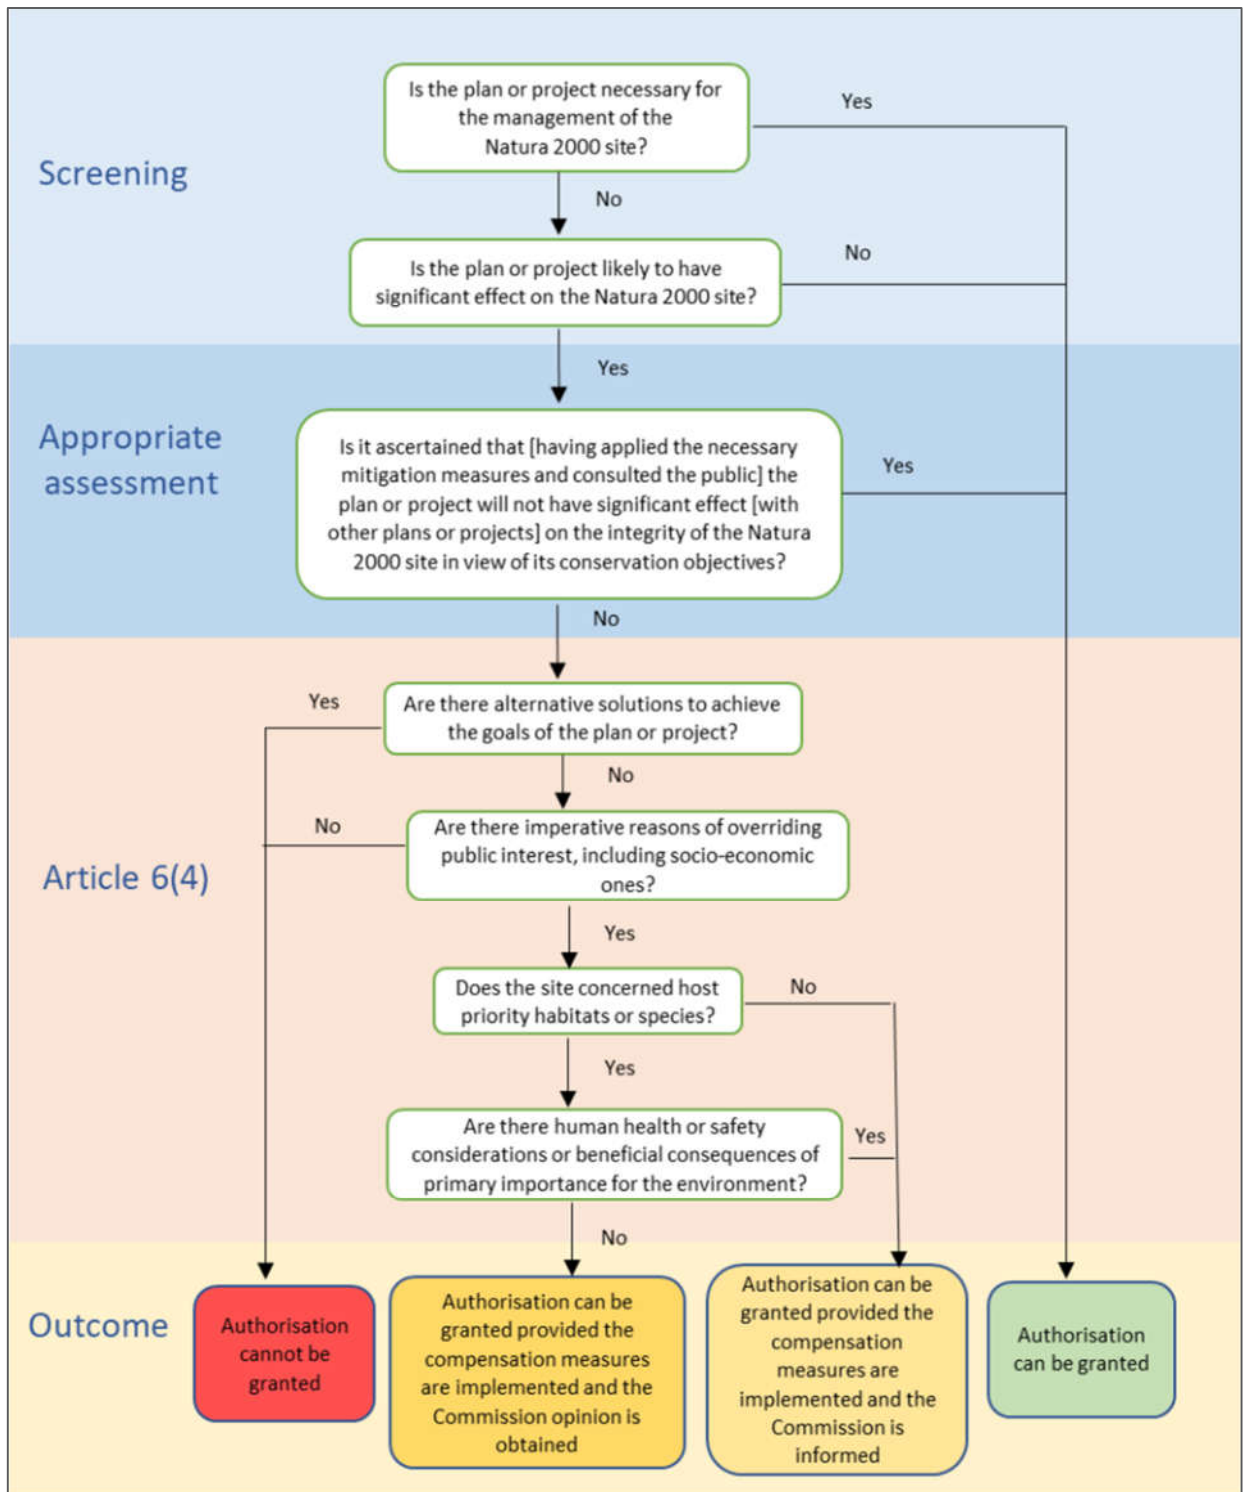 Is the plan or project necessary for
the management of the
Natura 2000 site?
Yes
Screening
No
Is the plan or project likely to have
significant effect on the Natura 2000 site?
No
Yes
Appropriate
assessment
Is it ascertained that [having applied the necessary
mitigation measures and consulted the public] the
plan or project will not have significant effect [with
other plans or projects] on the integrity of the Natura
2000 site in view of its conservation objectives?
Yes
No
Are there alternative solutions to achieve
the goals of the plan or project?
Yes
No
Are there imperative reasons of overriding
public interest, including socio-economic
ones?
No
Article 6(4)
Yes
Does the site concerned host
priority habitats or species?
No
Yes
Are there human health or safety
considerations or beneficial consequences of
primary importance for the environment?
Yes
No
Outcome
Authorisation
cannot be
granted
Authorisation can be
granted provided the
compensation measures
are implemented and the
Commission opinion is
obtained
Authorisation can be
granted provided the
compensation
measures are
implemented and the
Commission is
informed
Authorisation
can be granted